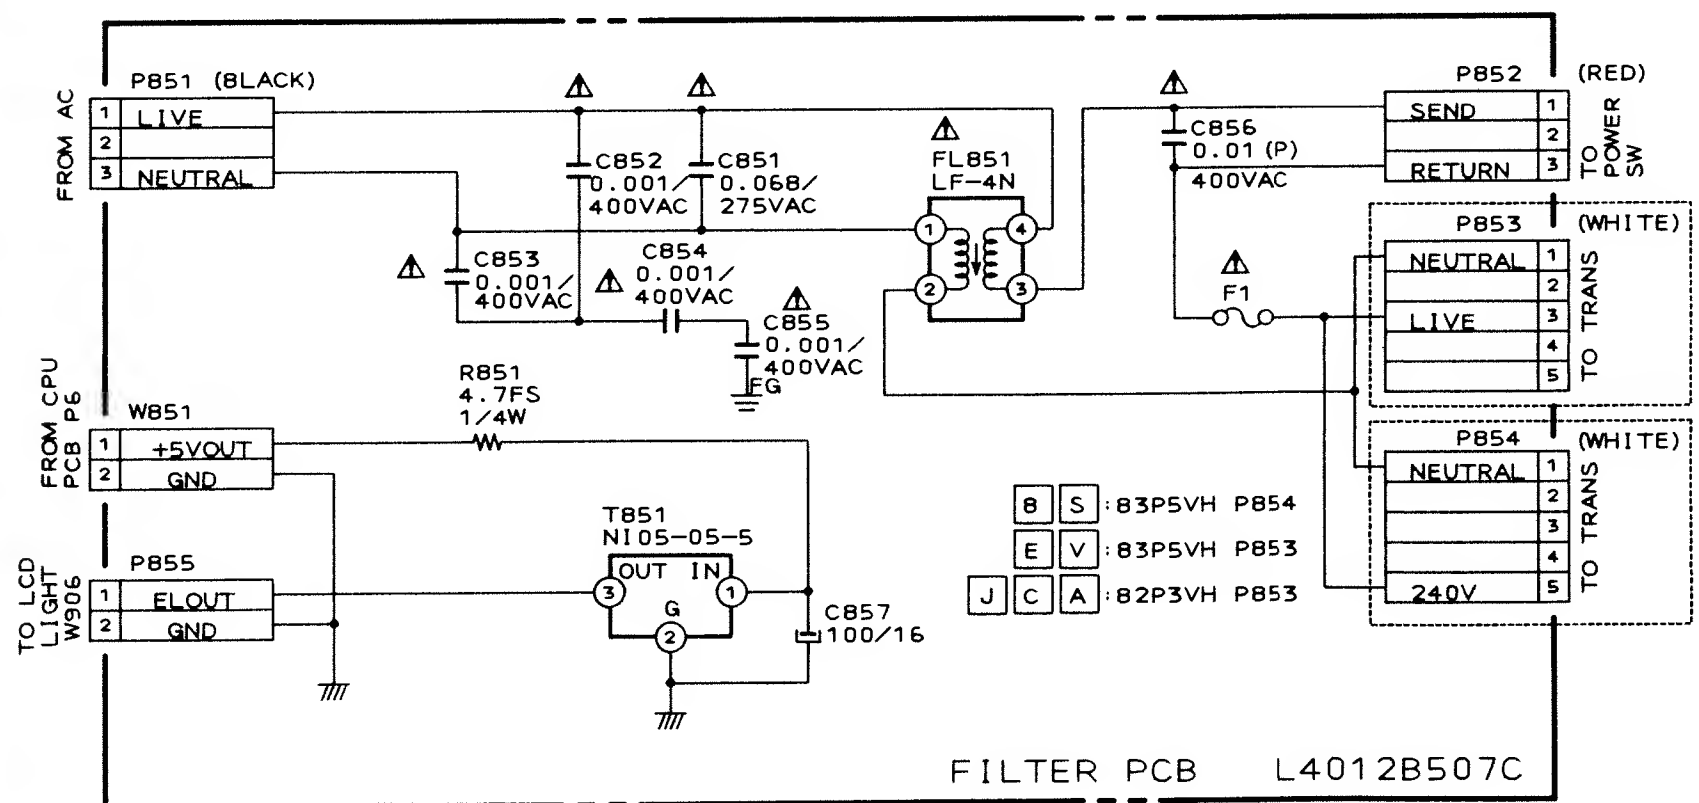 P851 (BLACK)
FROM AC
1 LIVE
2
3 NEUTRAL
C852
0.001/
400VAC
C851
0.068/
275VAC
C853
0.001/
400VAC
C854
0.001/
400VAC
C855
0.001/
400VAC
FG
FL851
LF-4N
1
4
2
3
C856
0.01 (P)
400VAC
P852 (RED)
SEND 1
2
RETURN 3
TO
POWER
SW
F1
P853 (WHITE)
NEUTRAL 1
2
LIVE 3
4
5
TO TRANS
P854 (WHITE)
NEUTRAL 1
2
3
4
240V 5
TO TRANS
FROM CPU
PCB P6
W851
1 +5VOUT
2 GND
R851
4.7FS
1/4W
TO LCD
LIGHT
W906
P855
1 ELOUT
2 GND
T851
NI05-05-5
OUT IN
3
1
G
2
C857
100/16
B S :83P5VH P854
E V :83P5VH P853
J C A :82P3VH P853
FILTER PCB L4012B507C